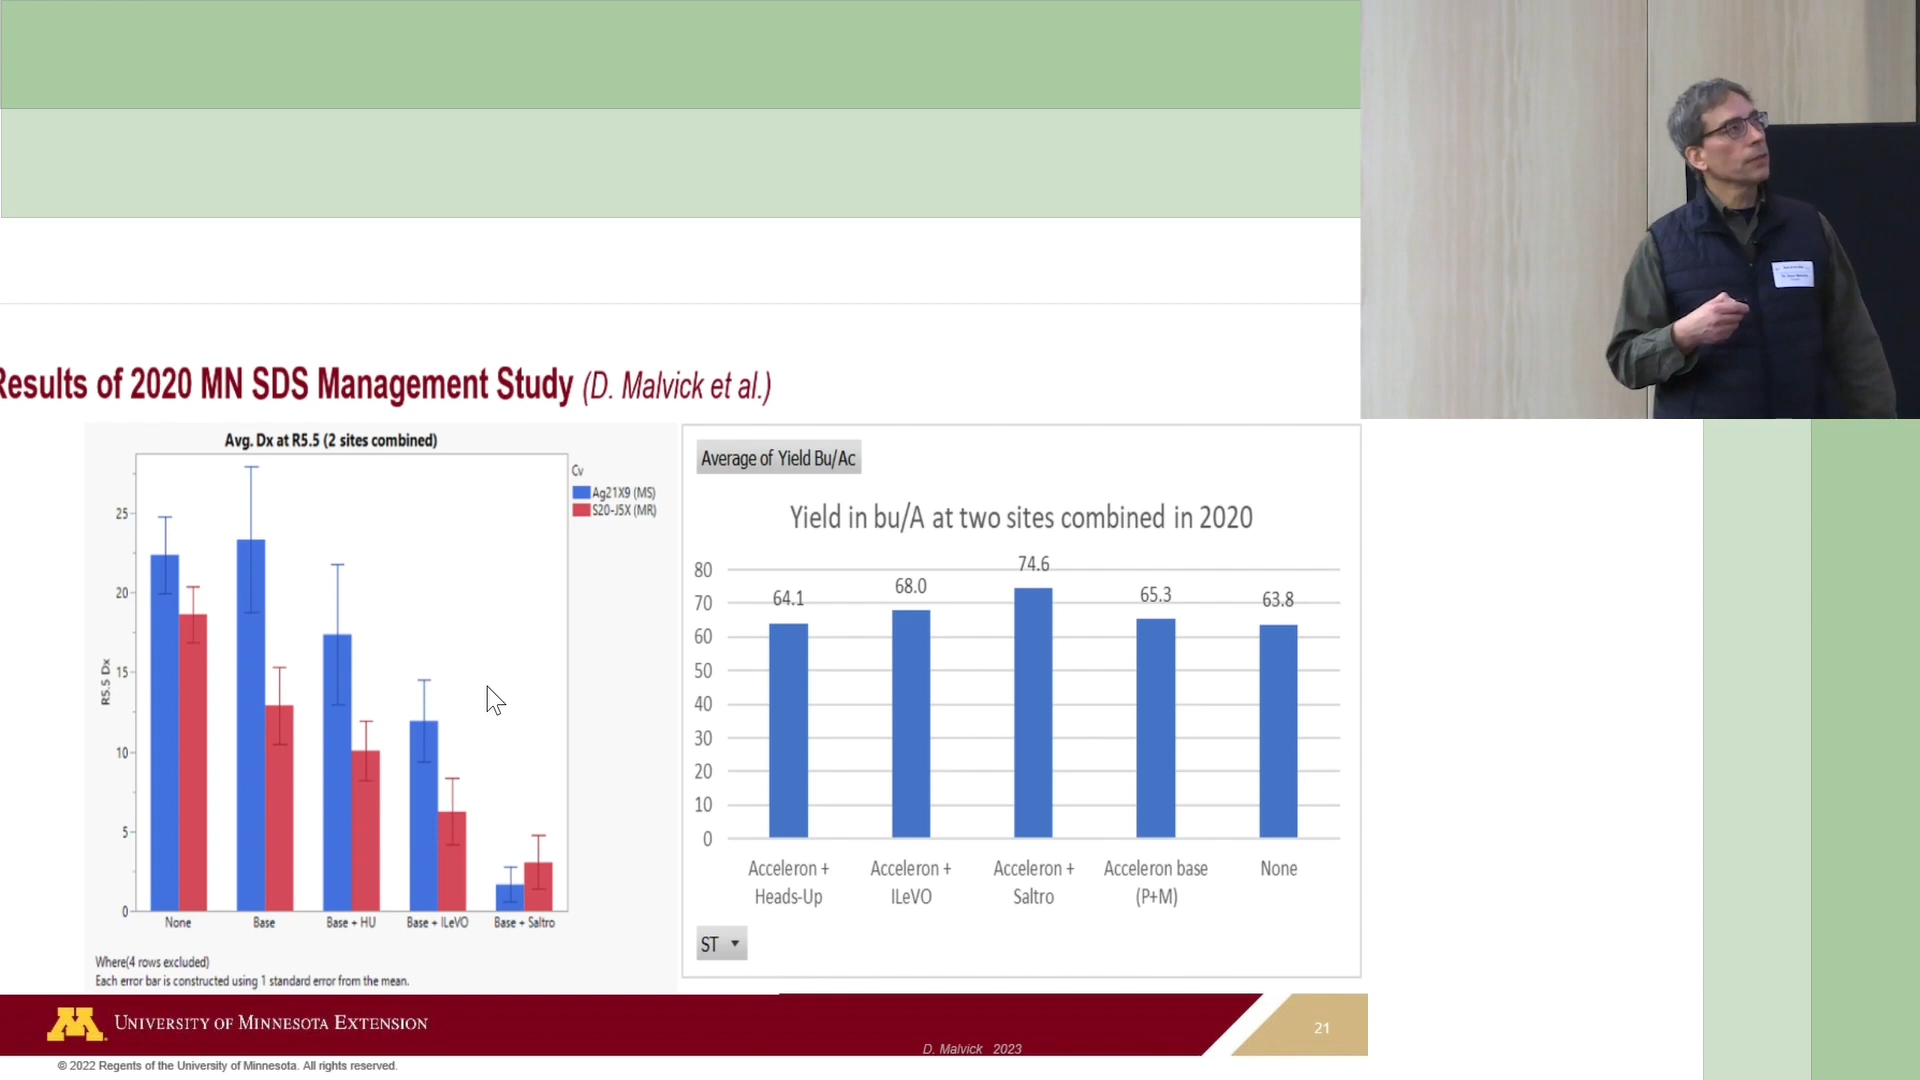 Results of 2020 MN SDS Management Study (D. Malvick et al.)
Avg. Dx at R5.5 (2 sites combined)
Cv
Ag21X9 (MS)
S20-J5X (MR)
25
20
15
10
5
0
R5.5 Dx
None
Base
Base + HU
Base + ILeVO
Base + Saltro
Where(4 rows excluded)
Each error bar is constructed using 1 standard error from the mean.
Average of Yield Bu/Ac
Yield in bu/A at two sites combined in 2020
80
70
60
50
40
30
20
10
0
64.1
68.0
74.6
65.3
63.8
Acceleron +
Heads-Up
Acceleron +
ILeVO
Acceleron +
Saltro
Acceleron base
(P+M)
None
ST
UNIVERSITY OF MINNESOTA EXTENSION
D. Malvick 2023
21
© 2022 Regents of the University of Minnesota. All rights reserved.